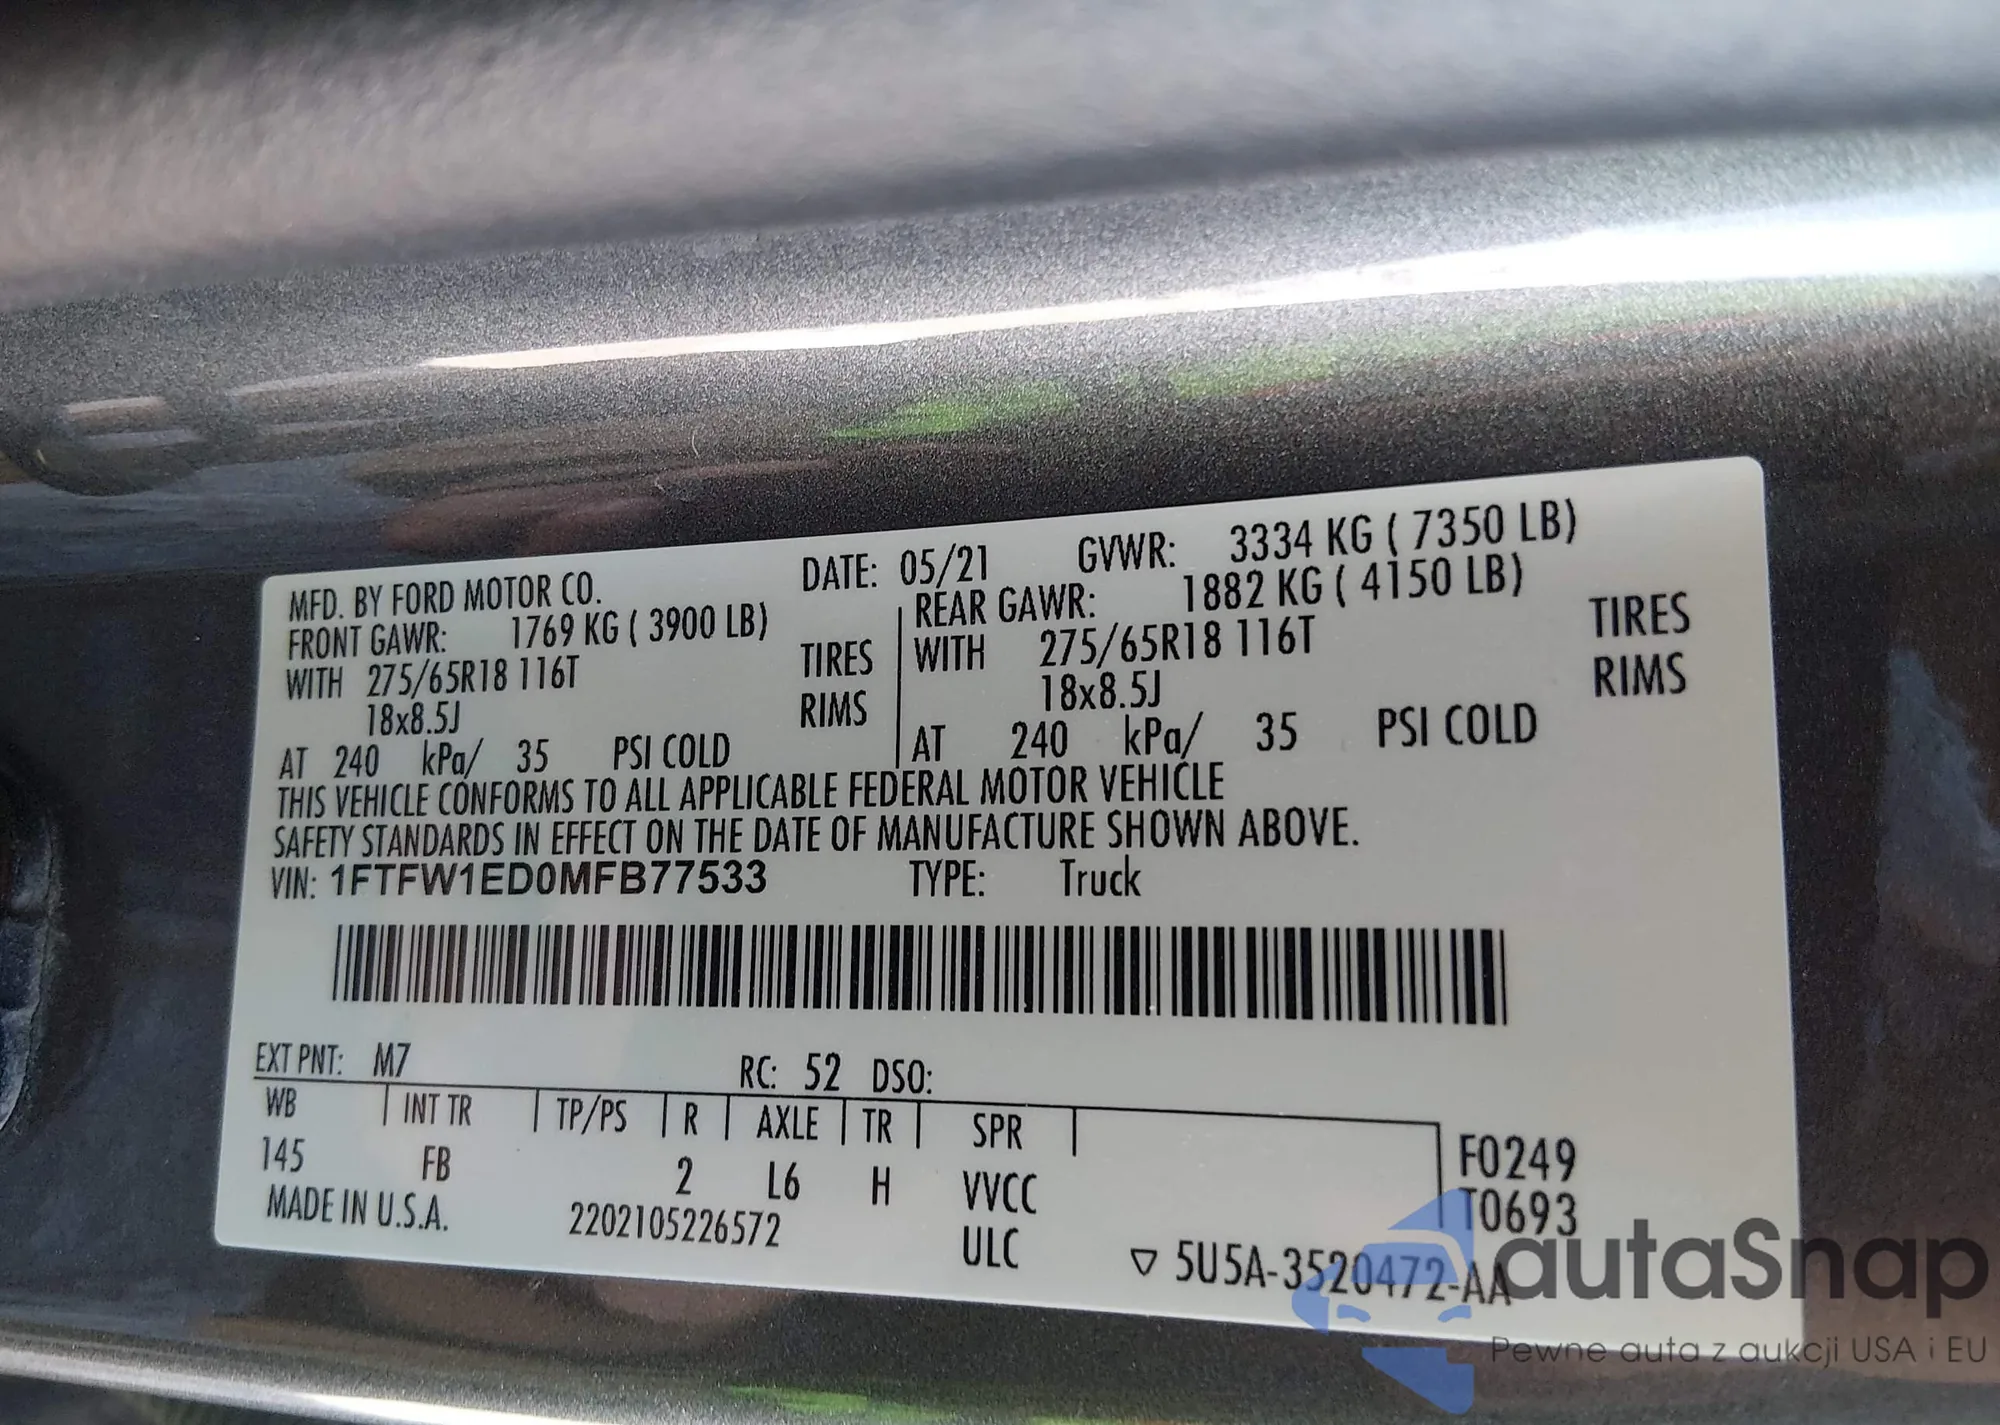 MFD. BY FORD MOTOR CO. DATE: 05/21 GVWR: 3334 KG ( 7350 LB)
FRONT GAWR: 1769 KG ( 3900 LB) REAR GAWR: 1882 KG ( 4150 LB)
WITH 275/65R18 116T TIRES WITH 275/65R18 116T TIRES
18x8.5J RIMS 18x8.5J RIMS
AT 240 kPa/ 35 PSI COLD AT 240 kPa/ 35 PSI COLD
THIS VEHICLE CONFORMS TO ALL APPLICABLE FEDERAL MOTOR VEHICLE
SAFETY STANDARDS IN EFFECT ON THE DATE OF MANUFACTURE SHOWN ABOVE.
VIN: 1FTFW1ED0MFB77533 TYPE: Truck
EXT PNT: M7 RC: 52 DSO:
WB INT TR TP/PS R AXLE TR SPR
145 FB 2 L6 H VVCC F0249
T0693
MADE IN U.S.A. 2202105226572 ULC ▽ 5U5A-3520472-AA
autaSnap
Pewne auta z aukcji USA i EU